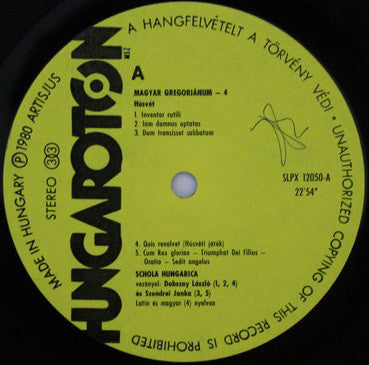 A HANGFELVÉTELT A TÖRVÉNY VÉDI · UNAUTHORIZED COPYING OF THIS RECORD IS PROHIBITED
MADE IN HUNGARY Ⓟ 1980 ARTISJUS
STEREO 33
HUNGAROTON
MSZ
A
MAGYAR GREGORIÁNUM – 4
Húsvét
1. Inventor rutili
2. Iam domnus optatas
3. Dum transisset sabbatum
SLPX 12050-A
22'54"
4. Quis revolvet (Húsvéti játék)
5. Cum Rex gloriae – Triumphat Dei Filius –
Oratio – Sedit angelus
SCHOLA HUNGARICA
vezényel Dobszay László (1, 2, 4)
és Szendrei Janka (3, 5)
Latin és magyar (4) nyelven